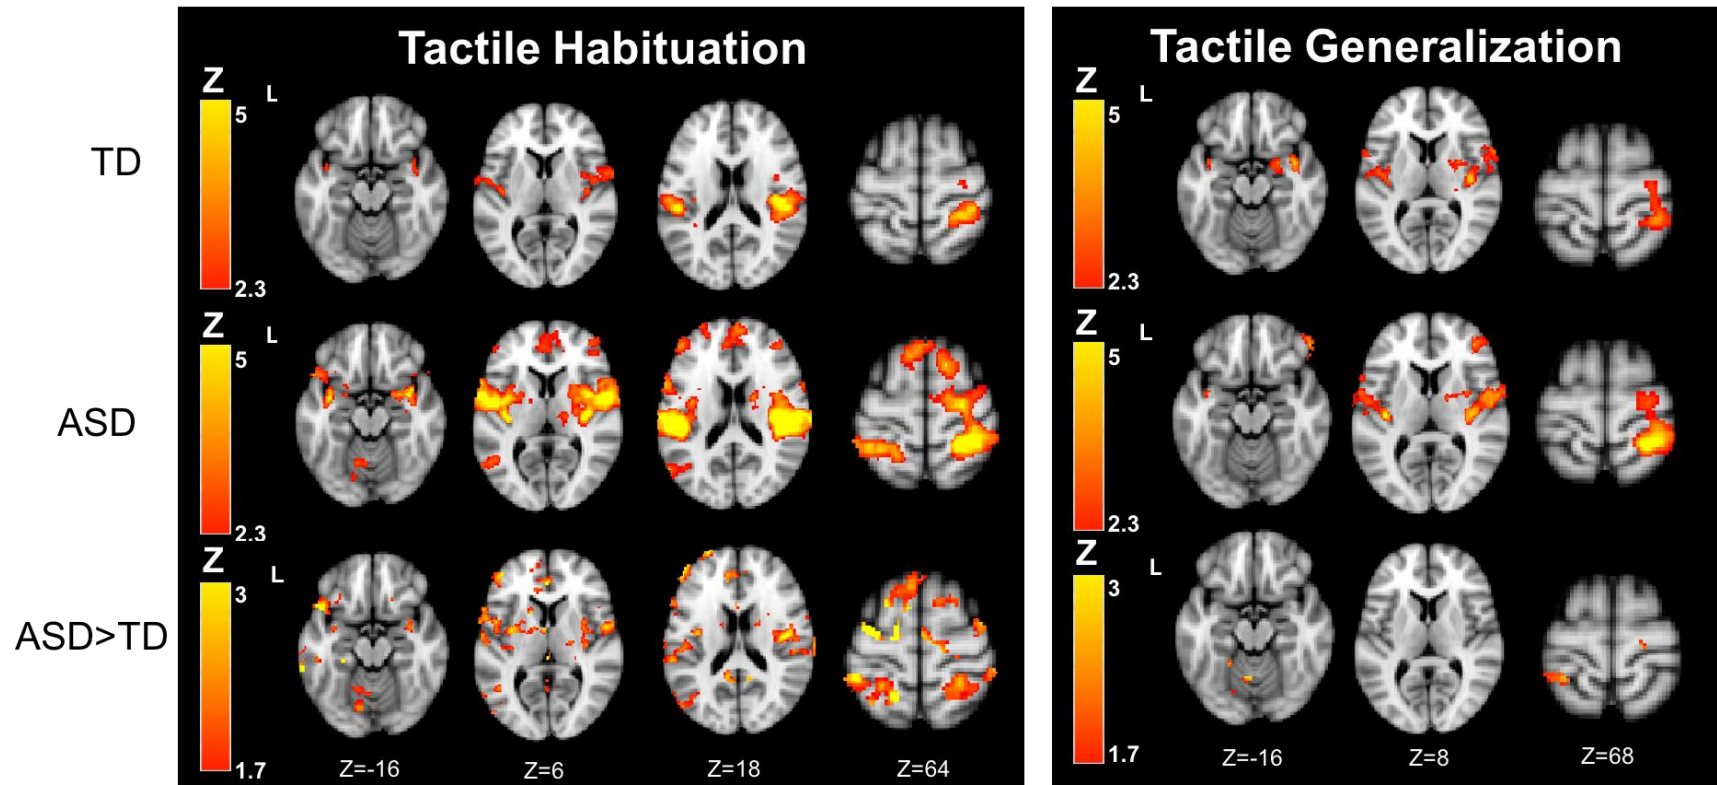 Tactile Habituation
Tactile Generalization
TD
Z
L
5
2.3
Z
L
5
2.3
ASD
Z
L
5
2.3
Z
L
5
2.3
ASD>TD
Z
L
3
1.7
Z
L
3
1.7
Z=-16
Z=6
Z=18
Z=64
Z=-16
Z=8
Z=68